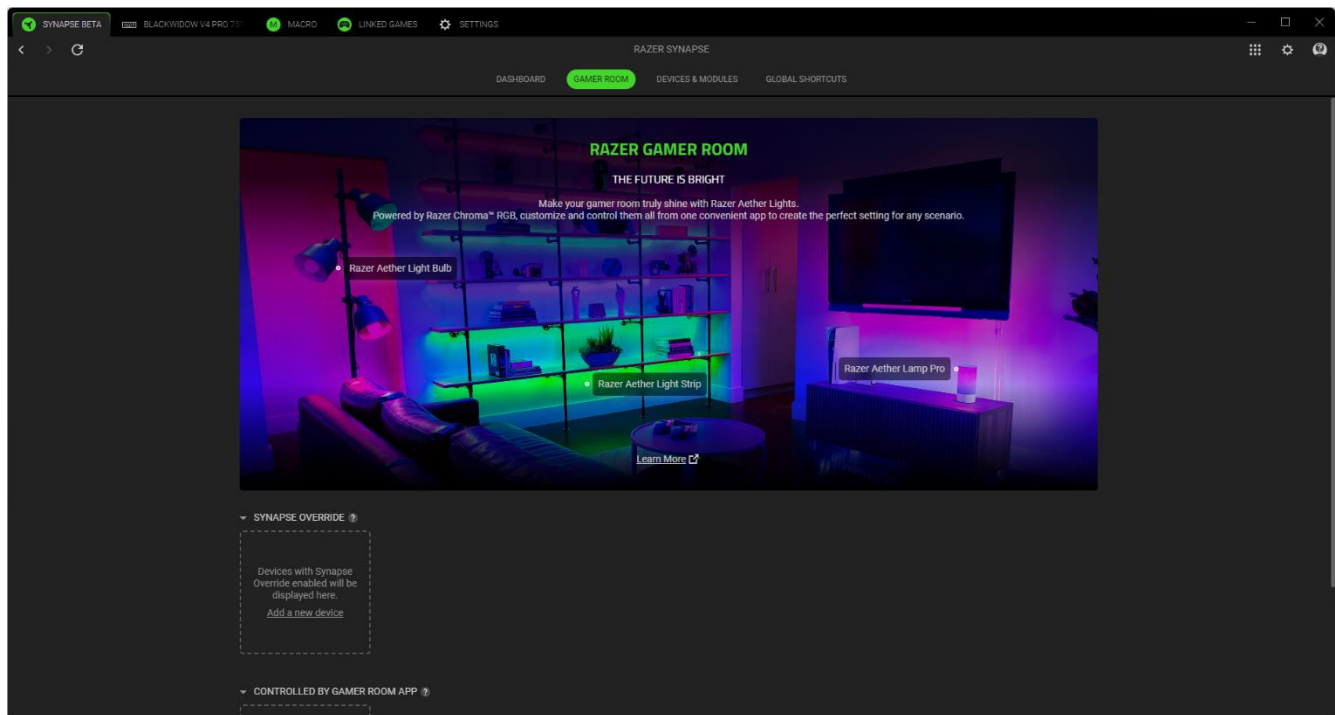 SYNAPSE BETA
BLACKWIDOW V4 PRO 75%
MACRO
LINKED GAMES
SETTINGS
RAZER SYNAPSE
DASHBOARD
GAMER ROOM
DEVICES & MODULES
GLOBAL SHORTCUTS
RAZER GAMER ROOM
THE FUTURE IS BRIGHT
Make your gamer room truly shine with Razer Aether Lights.
Powered by Razer Chroma™ RGB, customize and control them all from one convenient app to create the perfect setting for any scenario.
Razer Aether Light Bulb
Razer Aether Lamp Pro
Razer Aether Light Strip
Learn More
SYNAPSE OVERRIDE ?
Devices with Synapse
Override enabled will be
displayed here.
Add a new device
CONTROLLED BY GAMER ROOM APP ?